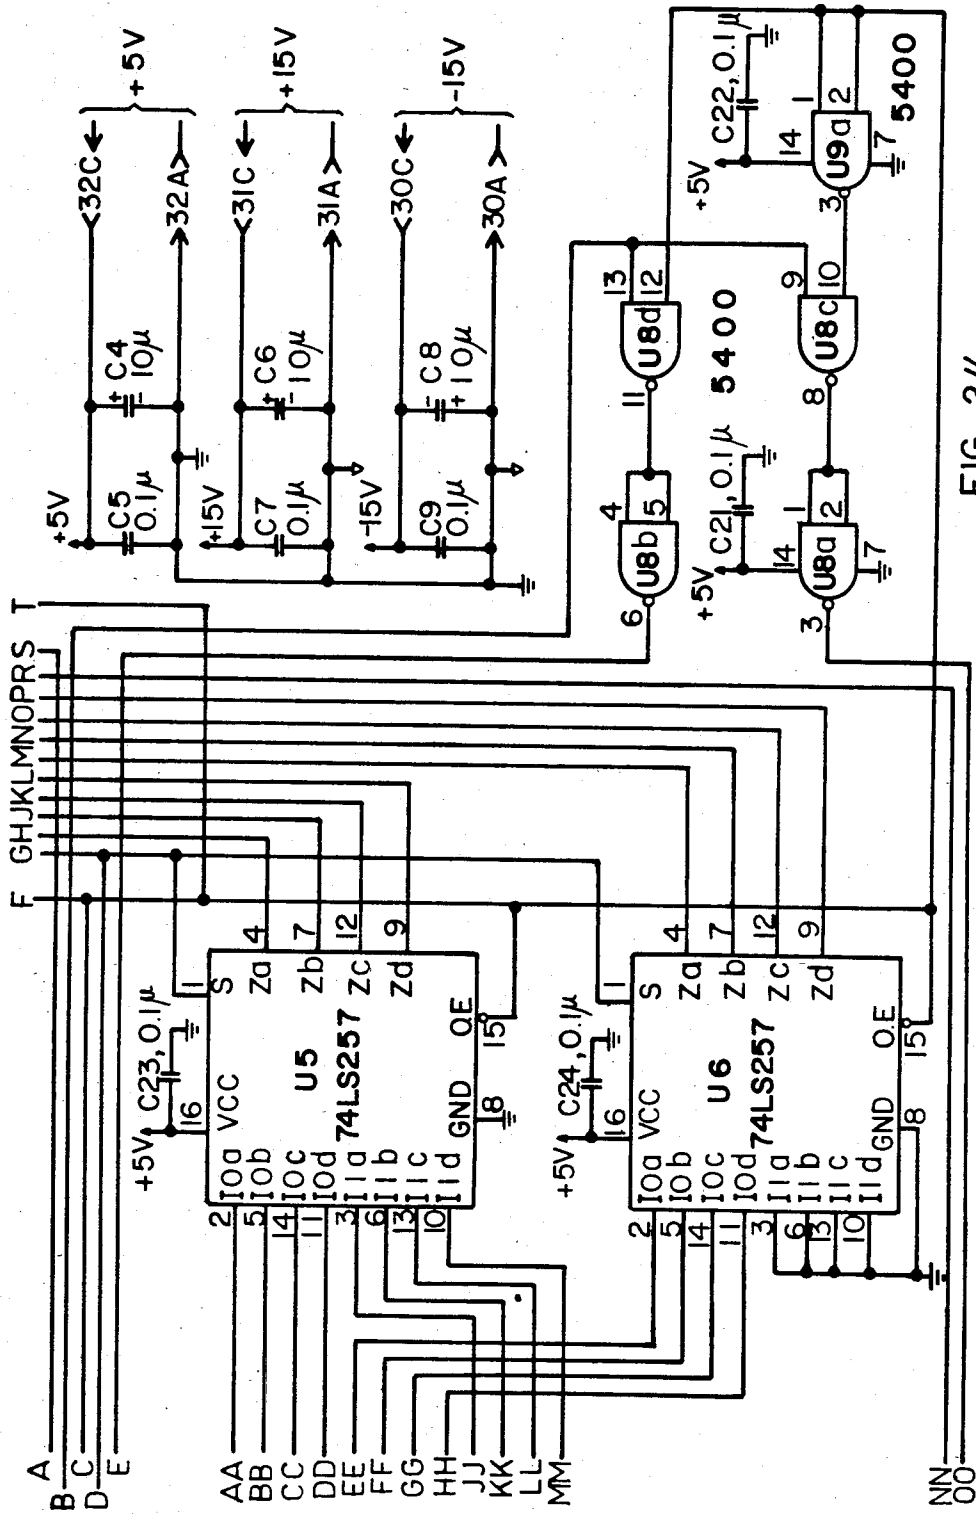 A
B
C
D
E
F
G H J K L M N O P R S
T
+5V
C5
0.1µ
C4
10µ
+
-
<32C
32A>
+5V
+15V
C7
0.1µ
C6
10µ
+
-
<31C
31A>
+15V
-15V
C9
0.1µ
C8
10µ
-
+
<30C
30A>
-15V
AA
BB
CC
DD
EE
FF
GG
HH
JJ
KK
LL
MM
+5V
C23, 0.1µ
16
VCC
1
S
2
I0a
5
I0b
14
I0c
11
I0d
3
I1a
6
I1b
13
I1c
10
I1d
U5
74LS257
Za
4
Zb
7
Zc
12
Zd
9
GND
8
O.E
15
+5V
C24, 0.1µ
16
VCC
1
S
2
I0a
5
I0b
14
I0c
11
I0d
3
I1a
6
I1b
13
I1c
10
I1d
U6
74LS257
Za
4
Zb
7
Zc
12
Zd
9
GND
8
O.E
15
6
U8b
4
5
11
U8d
13
12
5400
+5V
C21, 0.1µ
14
3
U8a
1
2
7
8
U8c
9
10
+5V
C22, 0.1µ
14
3
U9a
1
2
7
5400
NN
OO